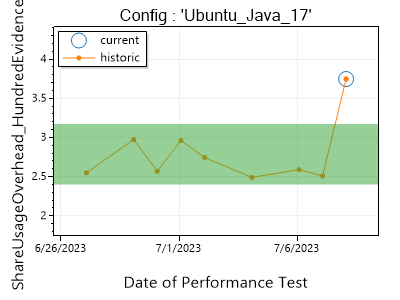 Config : 'Ubuntu_Java_17'
current
historic
ShareUsageOverhead_HundredEvidence
4
3.5
3
2.5
2
6/26/2023
7/1/2023
7/6/2023
Date of Performance Test